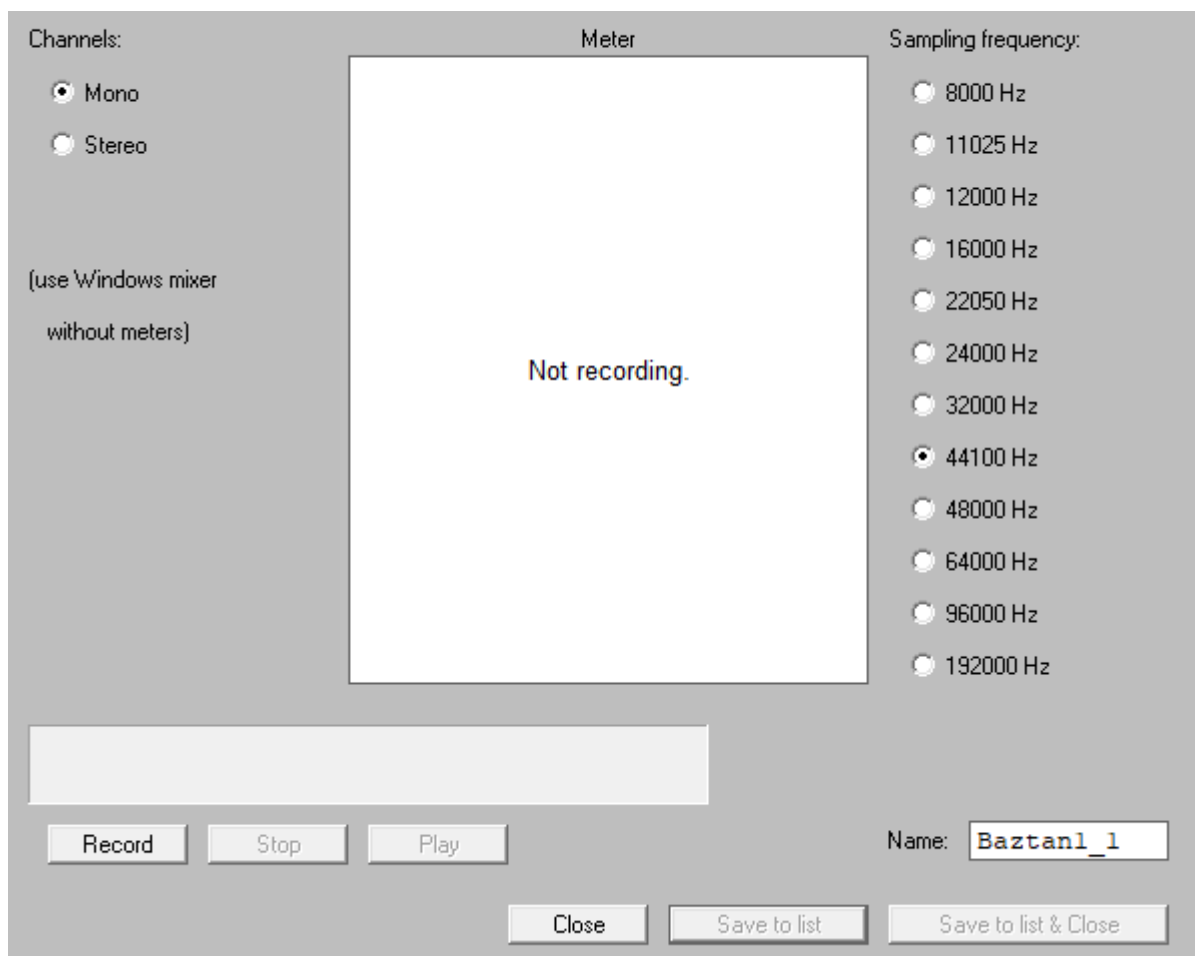 Channels:
Mono
Stereo
(use Windows mixer
without meters)
Meter
Not recording.
Sampling frequency:
8000 Hz
11025 Hz
12000 Hz
16000 Hz
22050 Hz
24000 Hz
32000 Hz
44100 Hz
48000 Hz
64000 Hz
96000 Hz
192000 Hz
Record Stop Play
Name: Baztan1_1
Close Save to list Save to list & Close